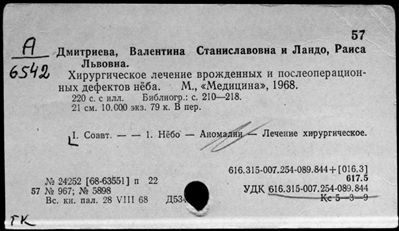 57
А
6542
Дмитриева, Валентина Станиславовна и Ландо, Раиса
Львовна.
Хирургическое лечение врожденных и послеоперацион-
ных дефектов нёба. М., «Медицина», 1968.
220 с. с илл. Библиогр.: с. 210—218.
21 см. 10.000 экз. 79 к. В пер.
I. Соавт. — — 1. Нёбо — Аномалии — Лечение хирургическое.
616.315-007.254-089.844+[016.3]
617.5
№ 24252 [68-63551] п 22
57 № 967; № 5898
УДК 616.315-007.254-089.844
Вс. кн. пал. 28 VIII 68 Д534
Кс 5—3—9
ГК